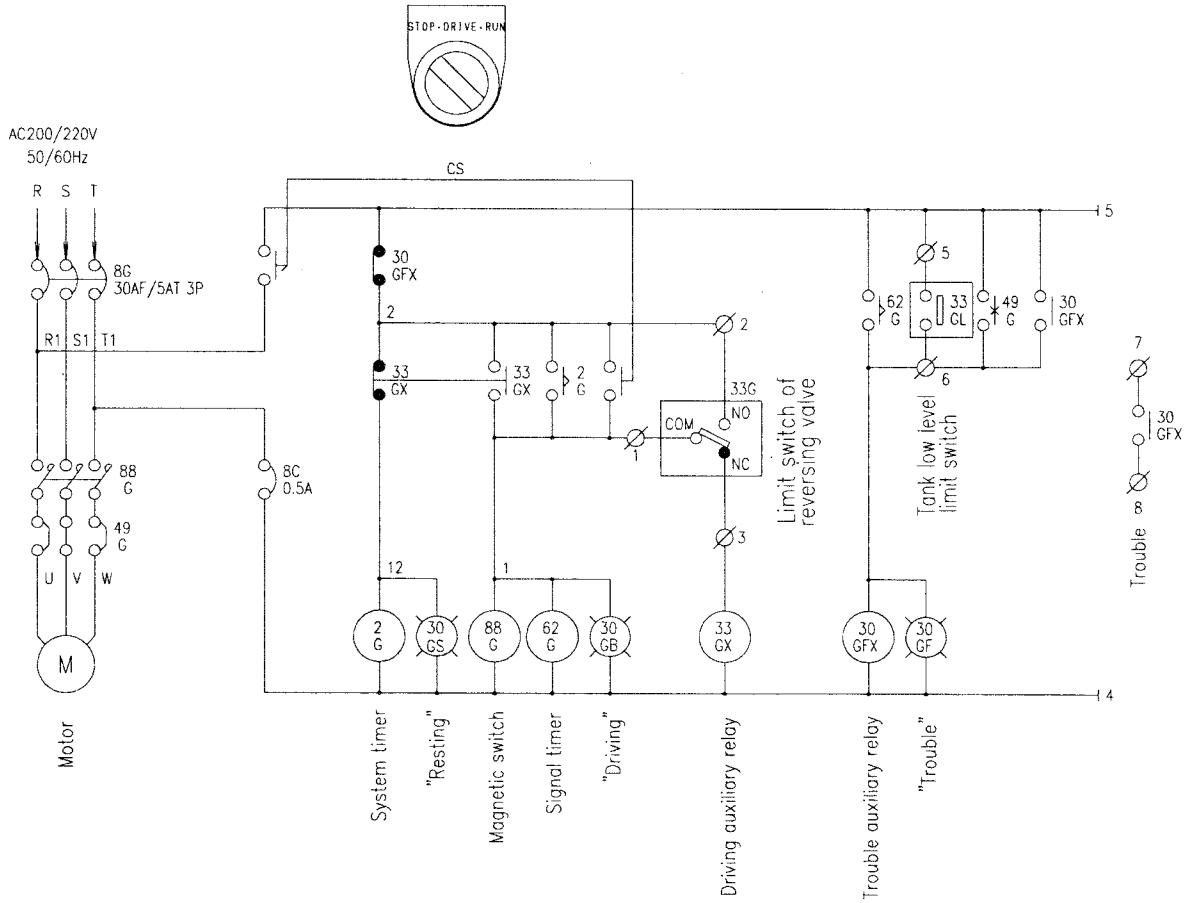 STOP-DRIVE-RUN
AC200/220V
50/60Hz
R S T
CS
5
8G
30AF/5AT 3P
30
GFX
5
62
G
33
GL
49
G
30
GFX
2
2
R1 S1 T1
33
GX
33
GX
2
G
6
7
33G
NO
COM
NC
1
Limit switch of
reversing valve
Tank low level
limit switch
30
GFX
8
Trouble
88
G
8C
0.5A
49
G
3
U V W
12
1
M
2
G
30
GS
88
G
62
G
30
GB
33
GX
30
GFX
30
GF
4
Motor
System timer
"Resting"
Magnetic switch
Signal timer
"Driving"
Driving auxiliary relay
Trouble auxiliary relay
"Trouble"